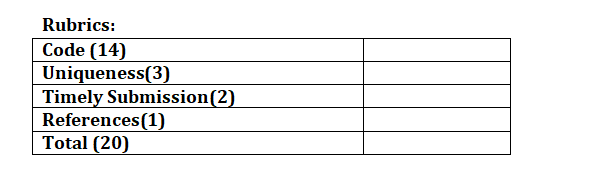 Rubrics:
Code (14)
Uniqueness(3)
Timely Submission(2)
References(1)
Total (20)